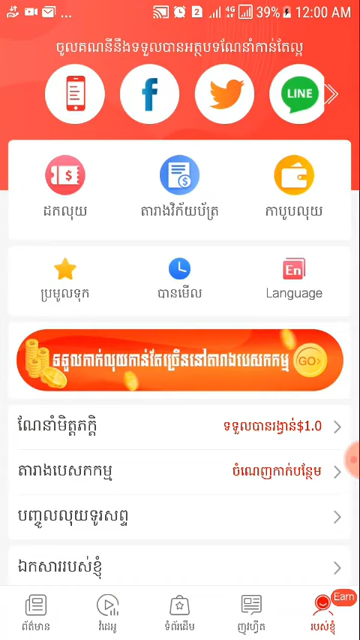 39% 12:00 AM
ចូលគណនីនឹងទទួលបានអត្ថបទណែនាំកាន់តែល្អ
LINE
ដកលុយ
តារាងវិក័យប័ត្រ
កាបូបលុយ
En
ប្រមូលទុក
បានមើល
Language
ទទួលកាក់លុយកាន់តែច្រើននៅតារាងបេសកកម្ម GO
ណែនាំមិត្តភក្តិ ទទួលបានរង្វាន់$1.0
តារាងបេសកកម្ម ចំណេញកាក់បន្ថែម
បញ្ចូលលុយទូរសព្ទ
ឯកសាររបស់ខ្ញុំ
Earn
ព័ត៌មាន វីដេអូ ទំព័រដើម ញុវហ្វីត របស់ខ្ញុំ